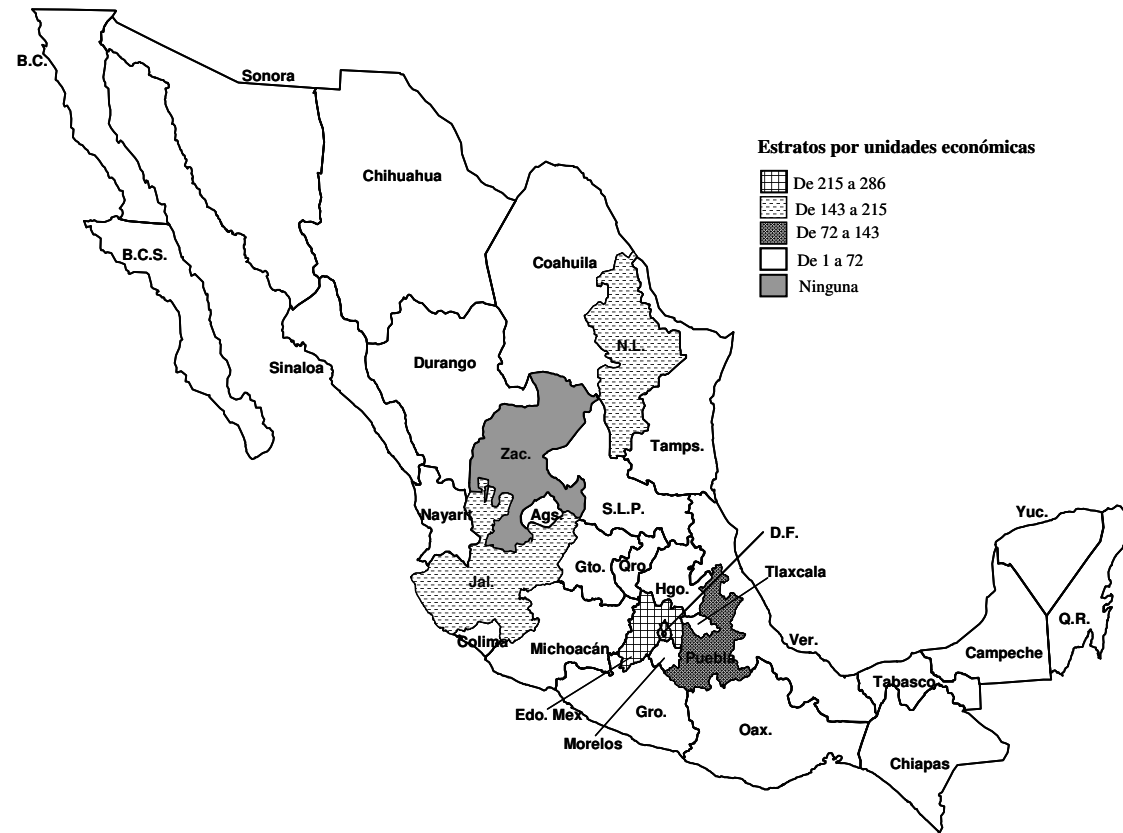 B.C.
Sonora
Chihuahua
Estratos por unidades económicas
De 215 a 286
De 143 a 215
De 72 a 143
De 1 a 72
Ninguna
B.C.S.
Coahuila
N.L.
Sinaloa
Durango
Tamps.
Zac.
Nayarit
Ags.
S.L.P.
Yuc.
D.F.
Gto.
Qro.
Tlaxcala
Jal.
Hgo.
Q.R.
Colima
Michoacán
Ver.
Campeche
Puebla
Tabasco
Edo. Mex
Gro.
Oax.
Morelos
Chiapas